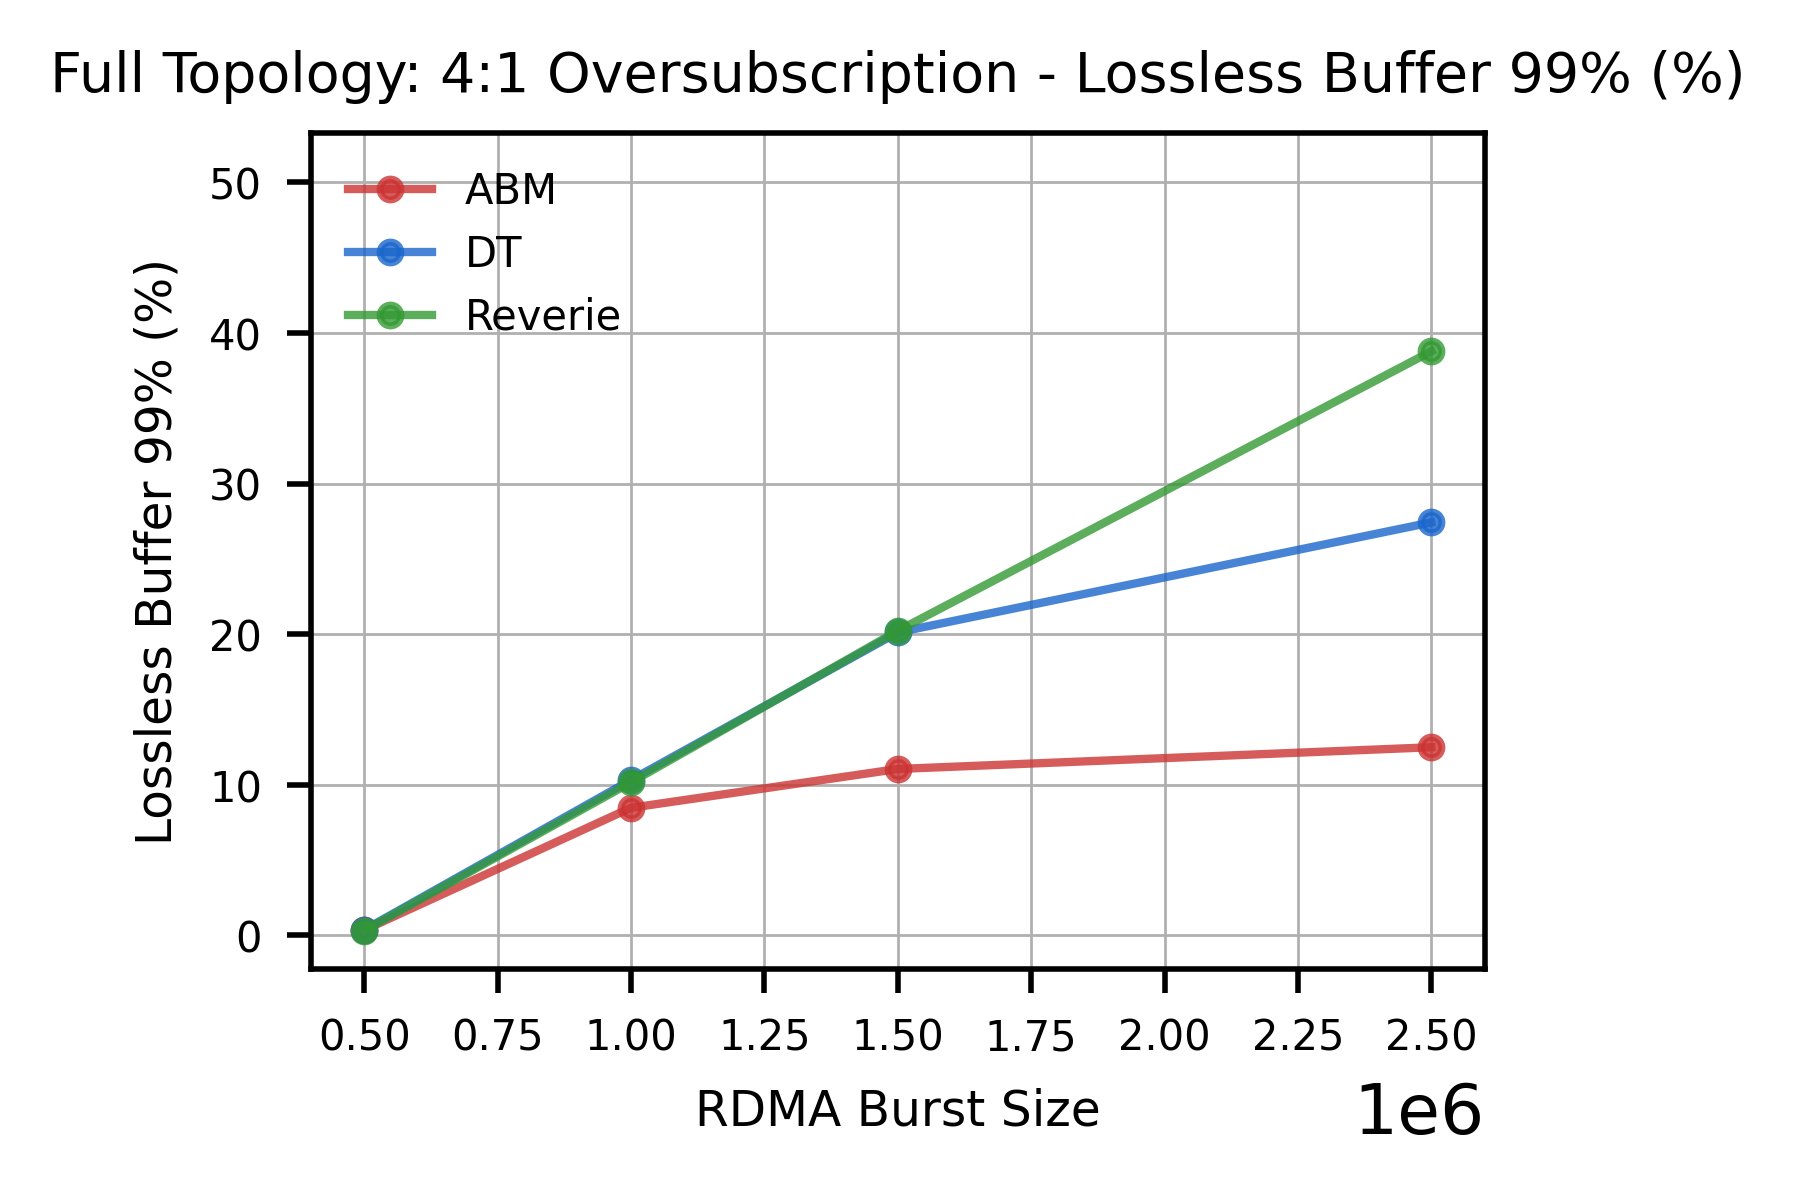 Full Topology: 4:1 Oversubscription - Lossless Buffer 99% (%)
Lossless Buffer 99% (%)
50
40
30
20
10
0
ABM
DT
Reverie
0.50 0.75 1.00 1.25 1.50 1.75 2.00 2.25 2.50
RDMA Burst Size
1e6